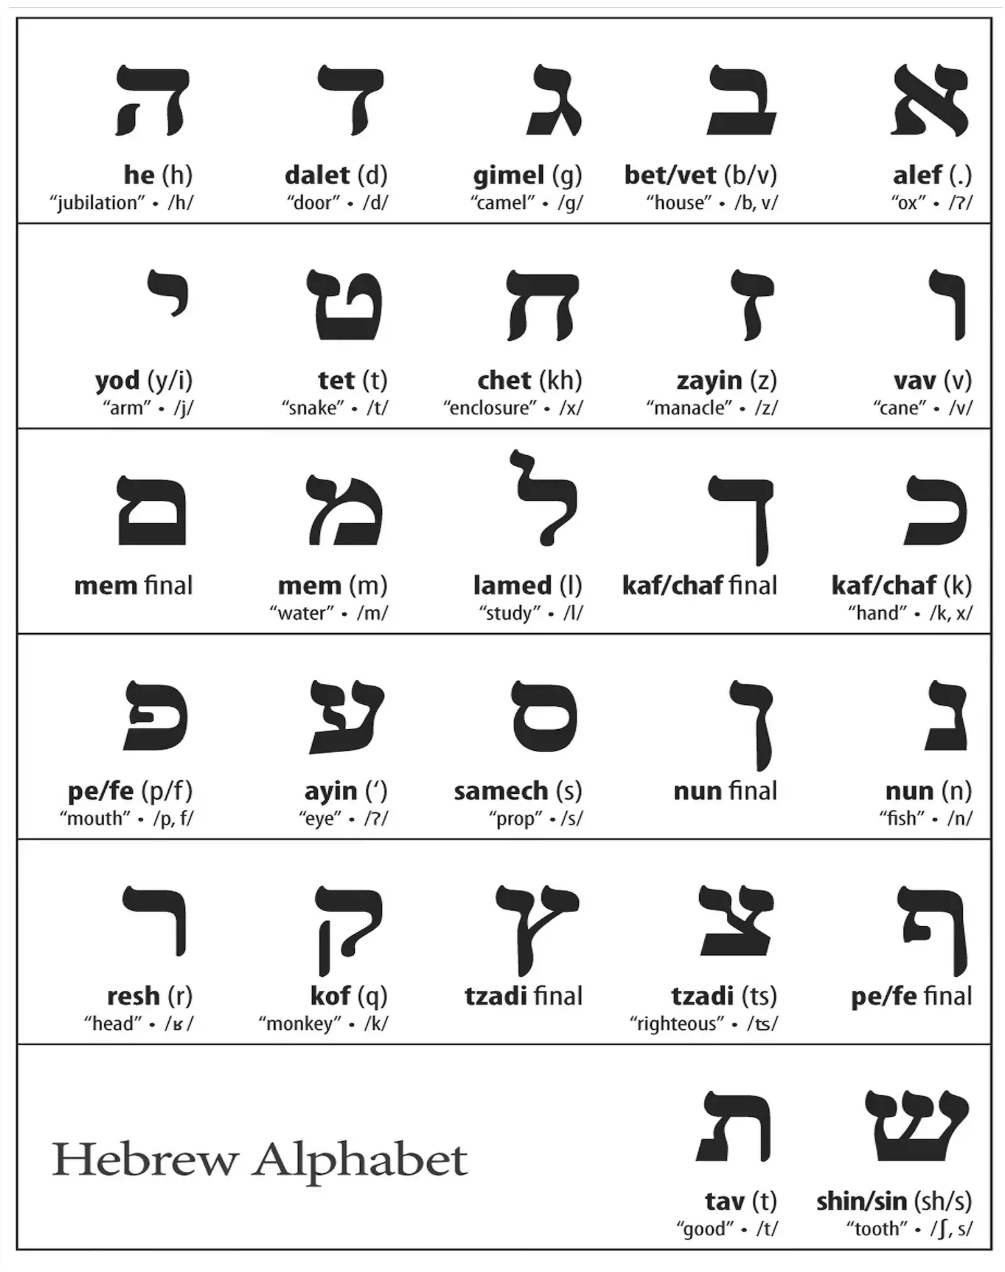 א ב ג ד ה
alef (.) bet/vet (b/v) gimel (g) dalet (d) he (h)
“ox” • /ʔ/ “house” • /b, v/ “camel” • /g/ “door” • /d/ “jubilation” • /h/
ו ז ח ט י
vav (v) zayin (z) chet (kh) tet (t) yod (y/i)
“cane” • /v/ “manacle” • /z/ “enclosure” • /x/ “snake” • /t/ “arm” • /j/
כ ך ל מ ם
kaf/chaf (k) kaf/chaf final lamed (l) mem (m) mem final
“hand” • /k, x/ “study” • /l/ “water” • /m/
נ ן ס ע פ
nun (n) nun final samech (s) ayin (‘) pe/fe (p/f)
“fish” • /n/ “prop” • /s/ “eye” • /ʔ/ “mouth” • /p, f/
ף צ ץ ק ר
pe/fe final tzadi (ts) tzadi final kof (q) resh (r)
“righteous” • /ʦ/ “monkey” • /k/ “head” • /ʁ/
ש ת
shin/sin (sh/s) tav (t)
“tooth” • /ʃ, s/ “good” • /t/
Hebrew Alphabet